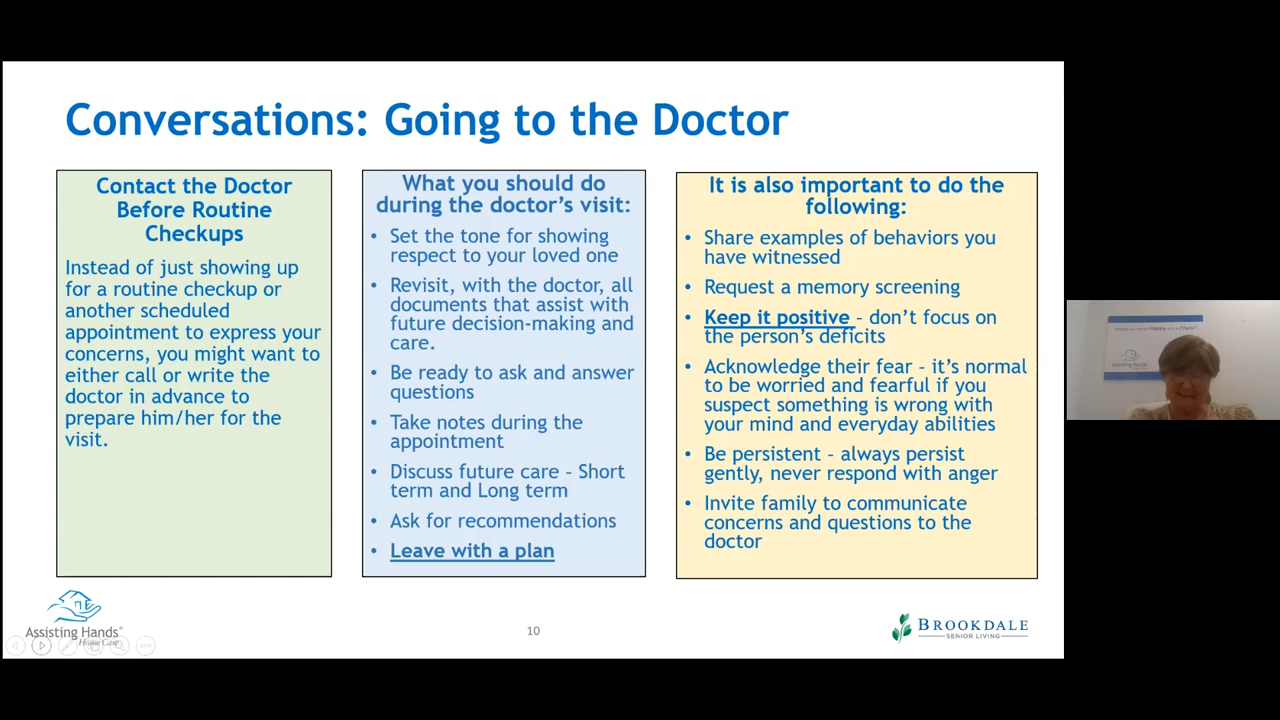 Conversations: Going to the Doctor
Contact the Doctor
Before Routine
Checkups
Instead of just showing up
for a routine checkup or
another scheduled
appointment to express your
concerns, you might want to
either call or write the
doctor in advance to
prepare him/her for the
visit.
What you should do
during the doctor's visit:
• Set the tone for showing
respect to your loved one
• Revisit, with the doctor, all
documents that assist with
future decision-making and
care.
• Be ready to ask and answer
questions
• Take notes during the
appointment
• Discuss future care – Short
term and Long term
• Ask for recommendations
• Leave with a plan
It is also important to do the
following:
• Share examples of behaviors you
have witnessed
• Request a memory screening
• Keep it positive – don't focus on
the person's deficits
• Acknowledge their fear – it's normal
to be worried and fearful if you
suspect something is wrong with
your mind and everyday abilities
• Be persistent – always persist
gently, never respond with anger
• Invite family to communicate
concerns and questions to the
doctor
Assisting Hands®
Home Care
10
BROOKDALE
SENIOR LIVING
Assisting Hands